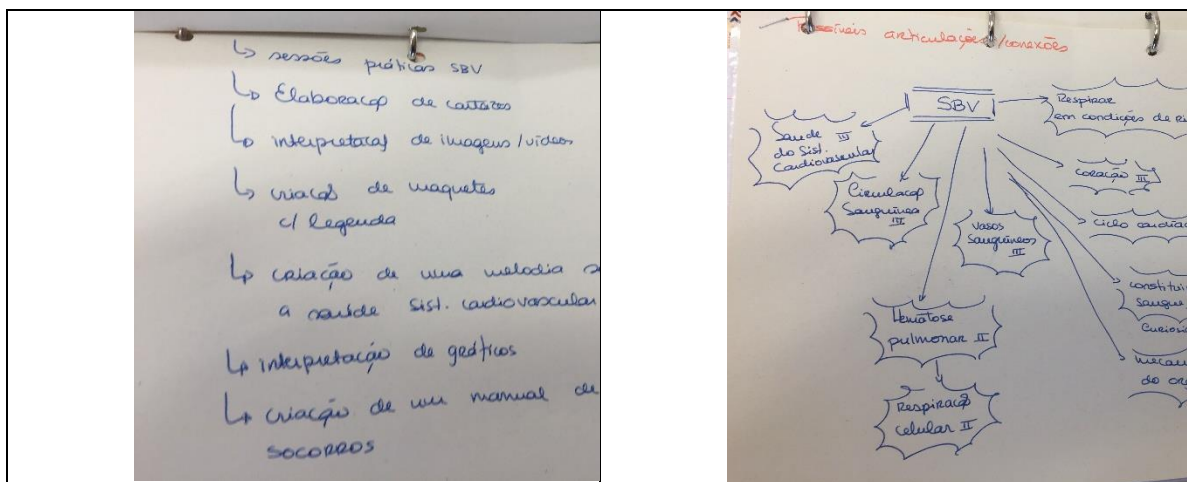 ↳ sessões práticas SBV
↳ Elaboração de cartazes
↳ interpretação de imagens/vídeos
↳ criação de maquetes
c/ legenda
↳ criação de uma melodia
a saúde sist. cardiovascular
↳ interpretação de gráficos
↳ criação de um manual de
SOCORROS
Possíveis articulações/conexões
SBV
Respirar
em condições de
Saúde III
do Sist.
Cardiovascular
coração III
Circulação
Sanguínea
III
vasos
Sanguíneos
III
ciclo
Sangue
Hematose
pulmonar II
do
Respiração
celular II